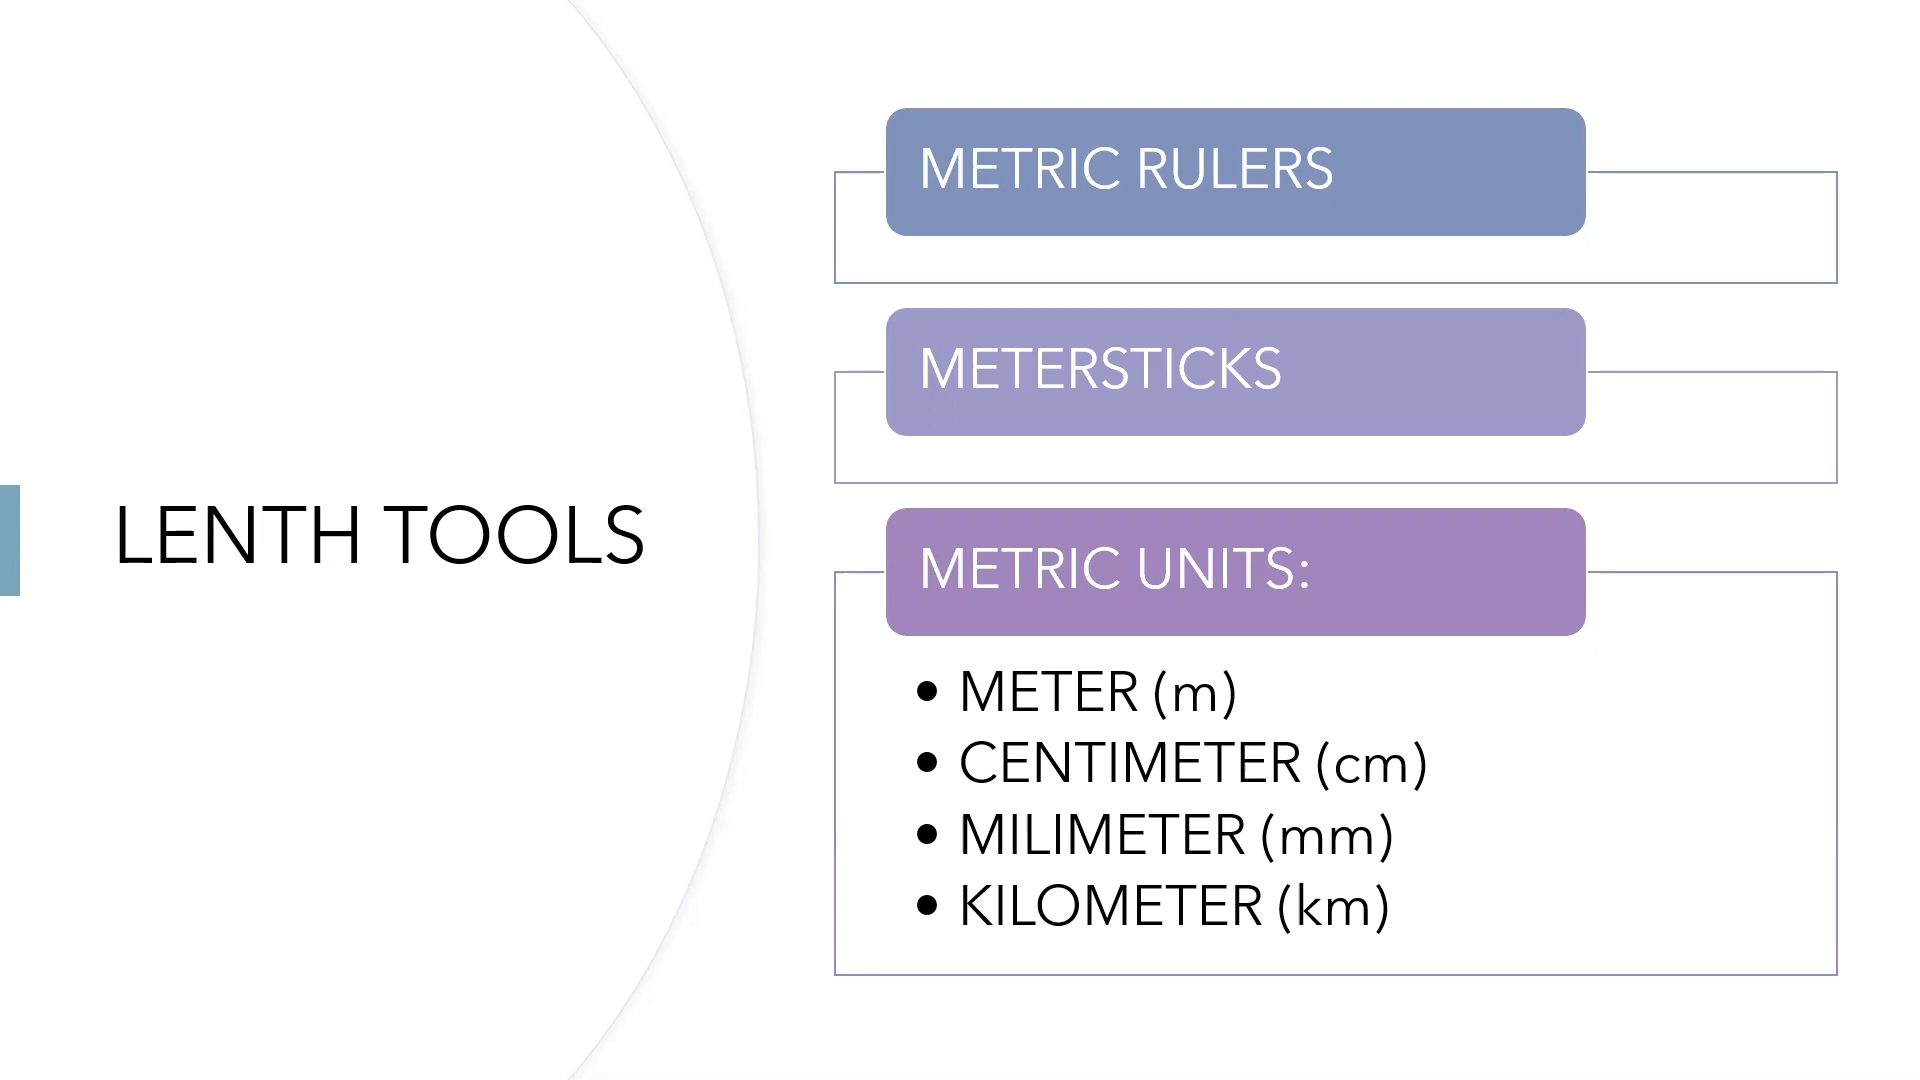 LENTH TOOLS
METRIC RULERS
METERSTICKS
METRIC UNITS:
• METER (m)
• CENTIMETER (cm)
• MILIMETER (mm)
• KILOMETER (km)